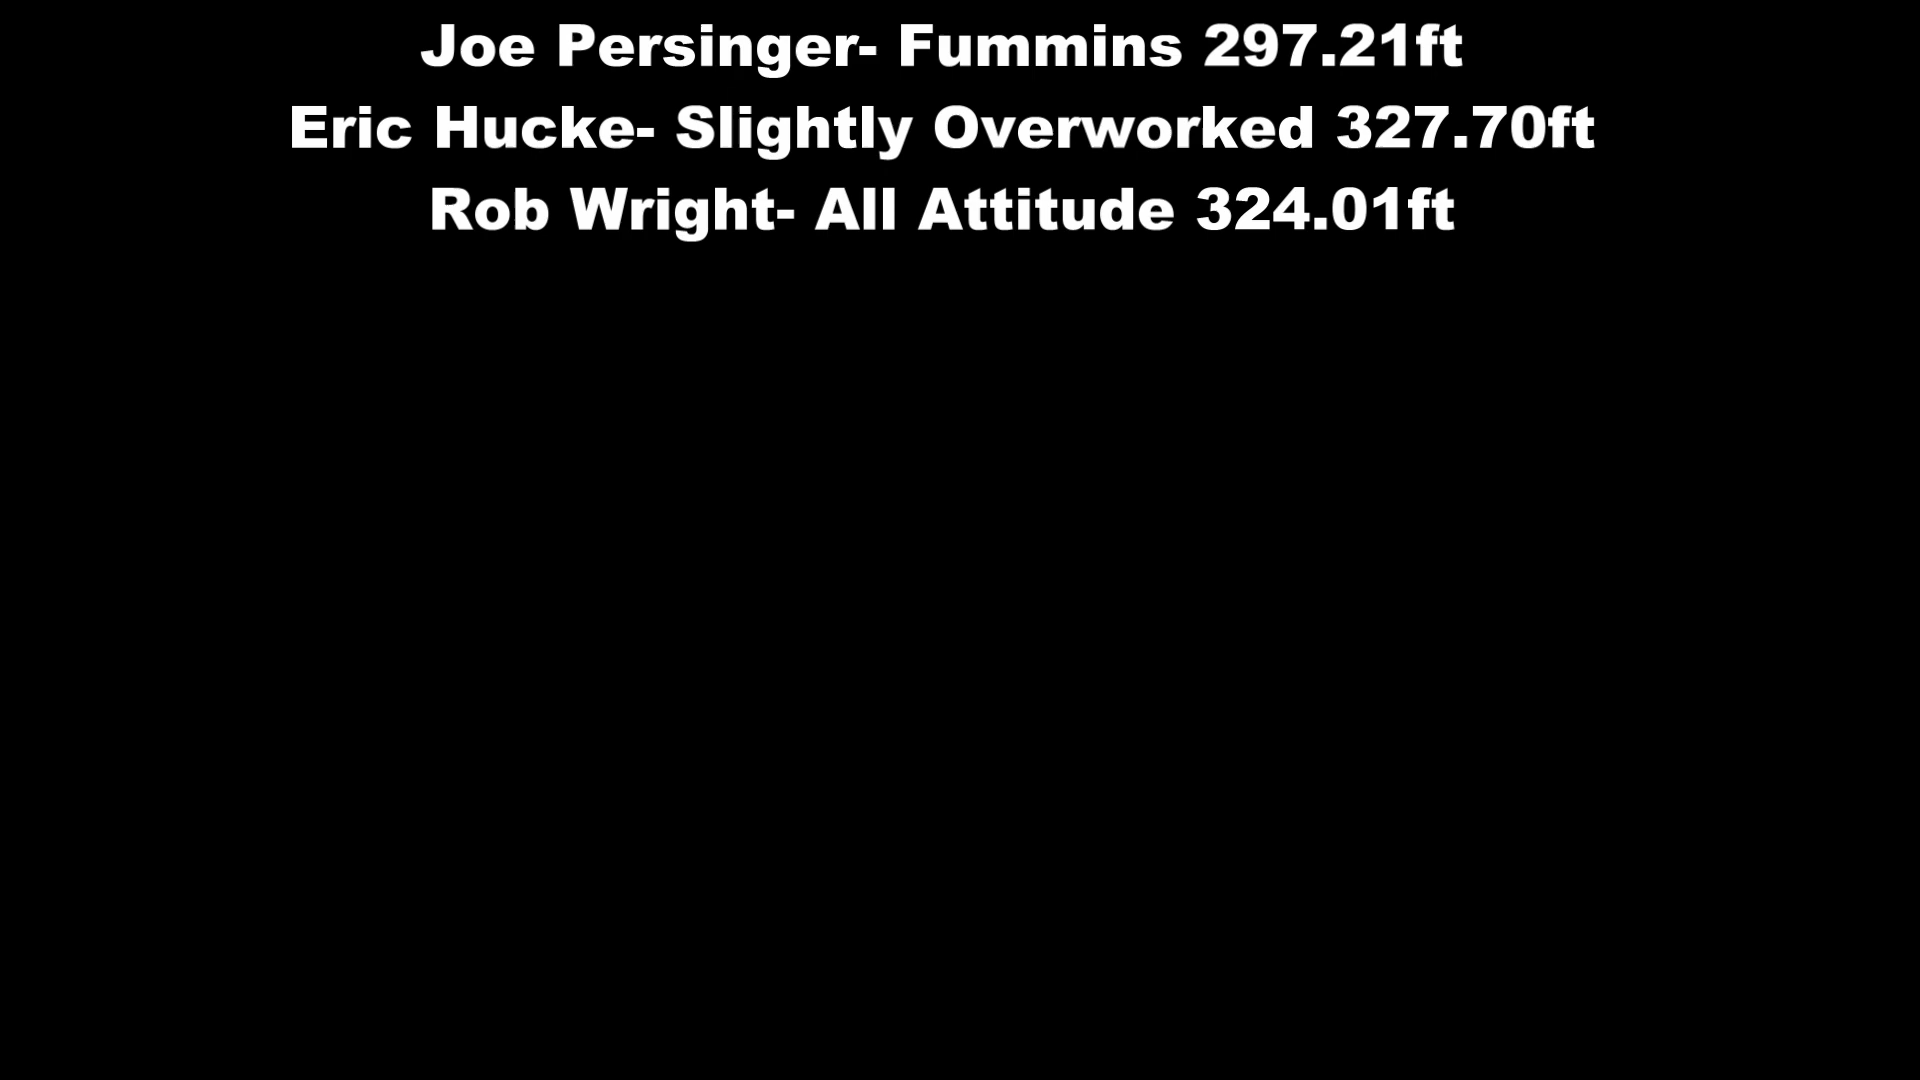 Joe Persinger- Fummins 297.21ft
Eric Hucke- Slightly Overworked 327.70ft
Rob Wright- All Attitude 324.01ft